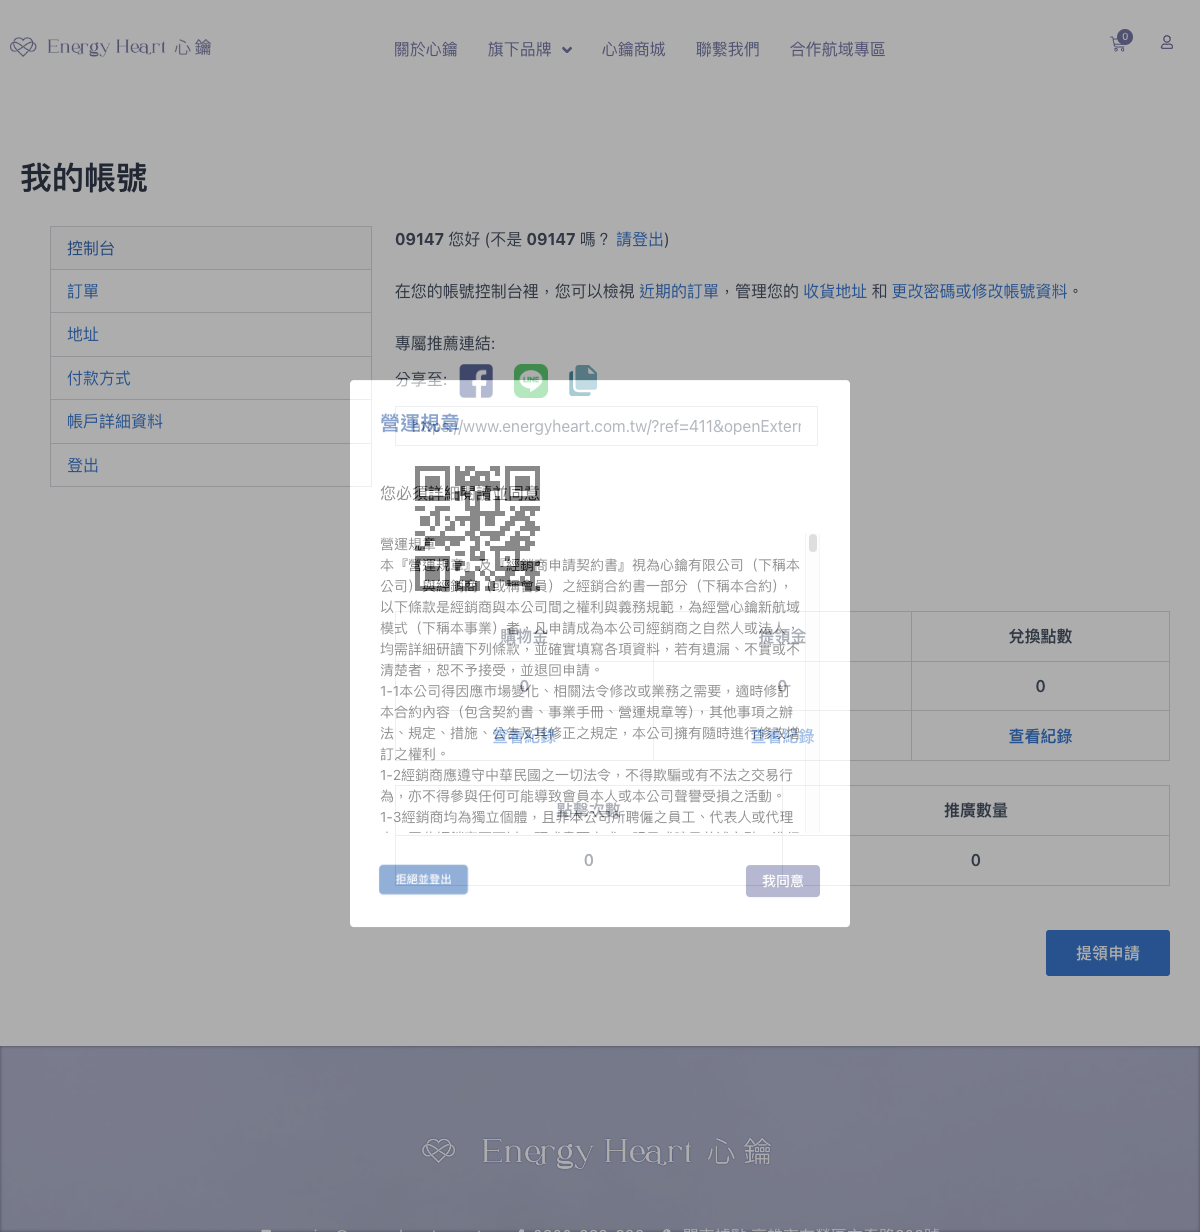 Energy Heart 心鑰
關於心鑰
旗下品牌
心鑰商城
聯繫我們
合作航域專區
0
我的帳號
控制台
訂單
地址
付款方式
帳戶詳細資料
登出
09147 您好 (不是 09147 嗎？ 請登出)
在您的帳號控制台裡，您可以檢視 近期的訂單，管理您的 收貨地址 和 更改密碼或修改帳號資料。
專屬推薦連結:
分享至:
LINE
https://www.energyheart.com.tw/?ref=411&openExtern
營運規章
您必須詳細閱讀並同意
營運規章
本『營運規章』及『經銷商申請契約書』視為心鑰有限公司（下稱本
公司）與經銷商（或稱會員）之經銷合約書一部分（下稱本合約），
以下條款是經銷商與本公司間之權利與義務規範，為經營心鑰新航域
模式（下稱本事業）者，凡申請成為本公司經銷商之自然人或法人，
均需詳細研讀下列條款，並確實填寫各項資料，若有遺漏、不實或不
清楚者，恕不予接受，並退回申請。
1-1本公司得因應市場變化、相關法令修改或業務之需要，適時修訂
本合約內容（包含契約書、事業手冊、營運規章等），其他事項之辦
法、規定、措施、公告及其修正之規定，本公司擁有隨時進行修改增
訂之權利。
1-2經銷商應遵守中華民國之一切法令，不得欺騙或有不法之交易行
為，亦不得參與任何可能導致會員本人或本公司聲譽受損之活動。
1-3經銷商均為獨立個體，且非本公司所聘僱之員工、代表人或代理
拒絕並登出
我同意
購物金
提領金
兌換點數
0
0
0
查看紀錄
查看紀錄
查看紀錄
點擊次數
推廣數量
0
0
提領申請
Energy Heart 心鑰